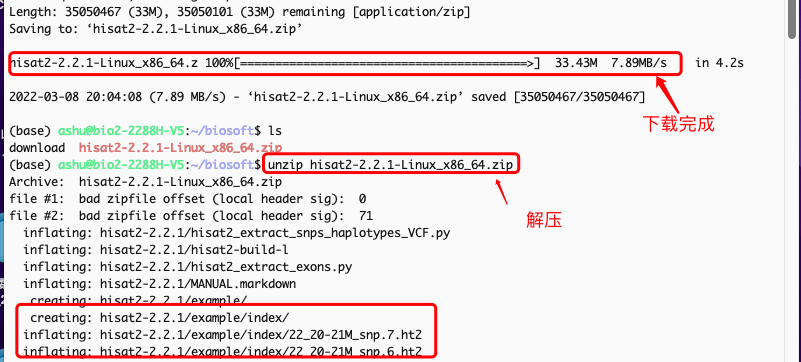 Length: 35050467 (33M), 35050101 (33M) remaining [application/zip]
Saving to: ‘hisat2-2.2.1-Linux_x86_64.zip’
hisat2-2.2.1-Linux_x86_64.z 100%[=======================================>]  33.43M  7.89MB/s    in 4.2s
2022-03-08 20:04:08 (7.89 MB/s) - ‘hisat2-2.2.1-Linux_x86_64.zip’ saved [35050467/35050467]
下载完成
(base) ashu@bio2-2288H-V5:~/biosoft$ ls
download  hisat2-2.2.1-Linux_x86_64.zip
(base) ashu@bio2-2288H-V5:~/biosoft$ unzip hisat2-2.2.1-Linux_x86_64.zip
Archive:  hisat2-2.2.1-Linux_x86_64.zip
file #1:  bad zipfile offset (local header sig):  0
file #2:  bad zipfile offset (local header sig):  71
解压
  inflating: hisat2-2.2.1/hisat2_extract_snps_haplotypes_VCF.py
  inflating: hisat2-2.2.1/hisat2-build-l
  inflating: hisat2-2.2.1/hisat2_extract_exons.py
  inflating: hisat2-2.2.1/MANUAL.markdown
   creating: hisat2-2.2.1/example/
   creating: hisat2-2.2.1/example/index/
  inflating: hisat2-2.2.1/example/index/22_20-21M_snp.7.ht2
  inflating: hisat2-2.2.1/example/index/22_20-21M_snp.6.ht2